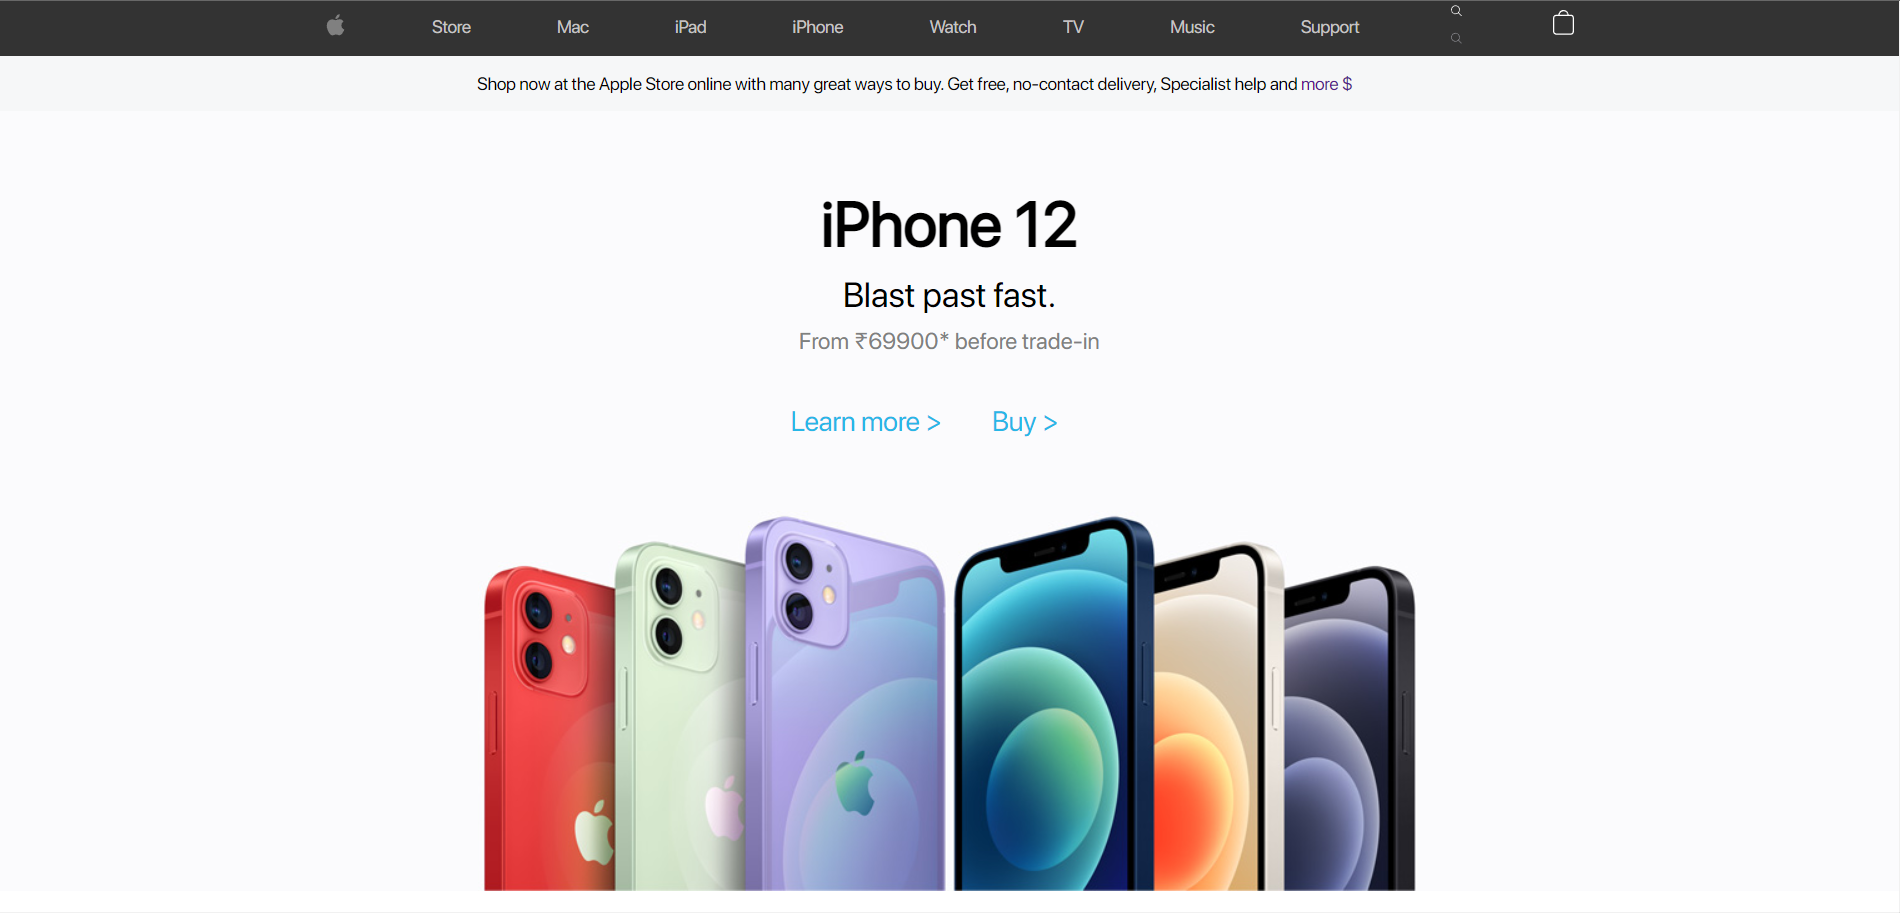 Store Mac iPad iPhone Watch TV Music Support
Shop now at the Apple Store online with many great ways to buy. Get free, no-contact delivery, Specialist help and more $
iPhone 12
Blast past fast.
From ₹69900* before trade-in
Learn more > Buy >